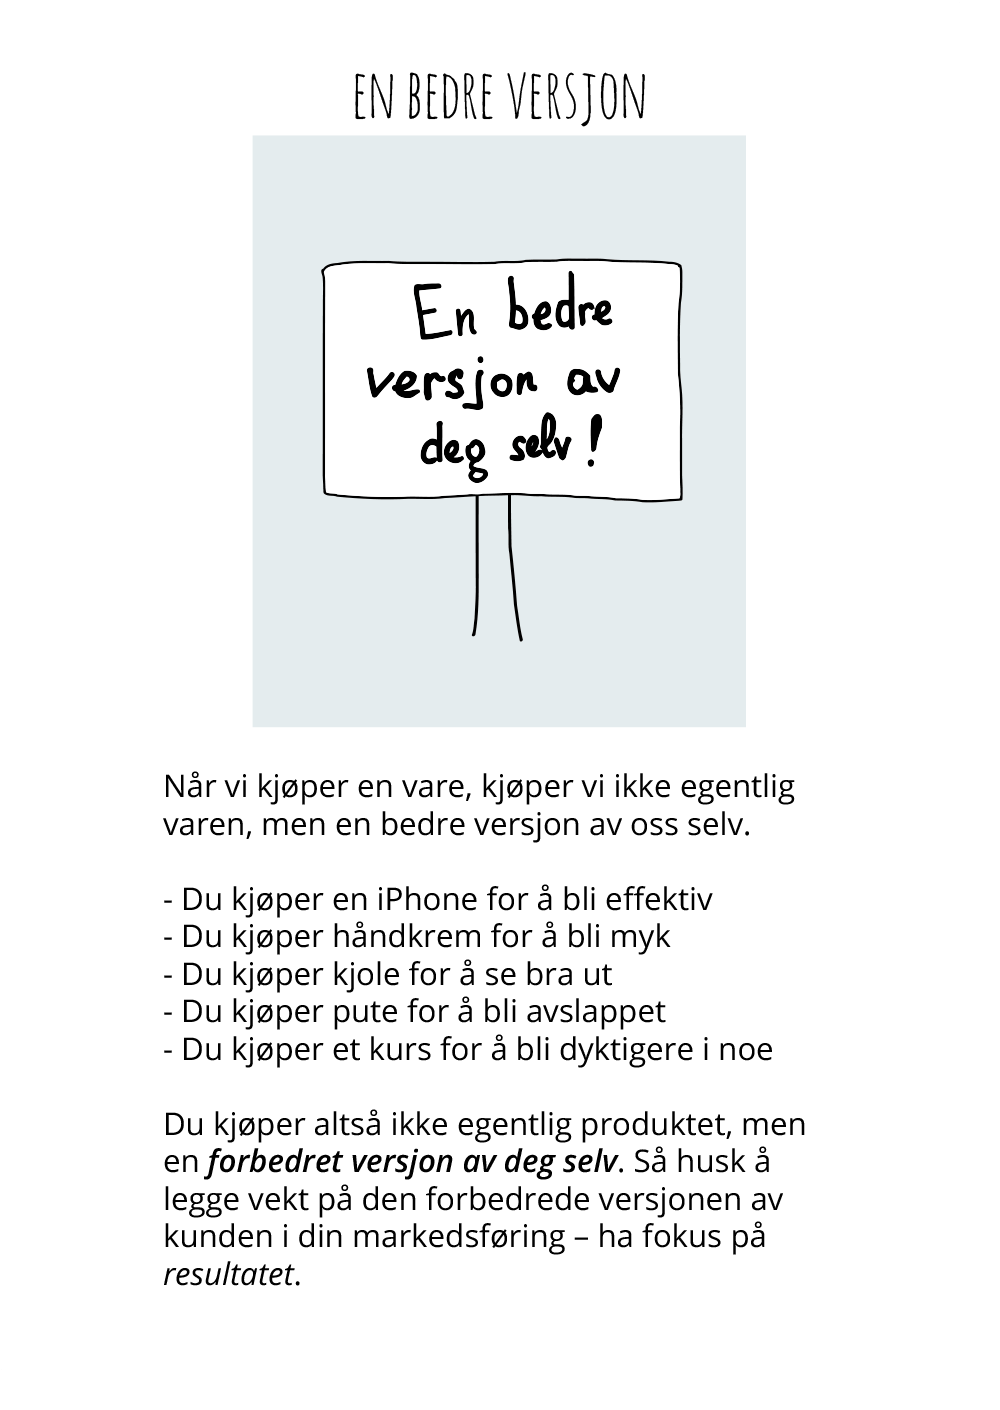 EN BEDRE VERSJON
En bedre
versjon av
deg selv!
Når vi kjøper en vare, kjøper vi ikke egentlig
varen, men en bedre versjon av oss selv.
- Du kjøper en iPhone for å bli effektiv
- Du kjøper håndkrem for å bli myk
- Du kjøper kjole for å se bra ut
- Du kjøper pute for å bli avslappet
- Du kjøper et kurs for å bli dyktigere i noe
Du kjøper altså ikke egentlig produktet, men
en forbedret versjon av deg selv. Så husk å
legge vekt på den forbedrede versjonen av
kunden i din markedsføring – ha fokus på
resultatet.